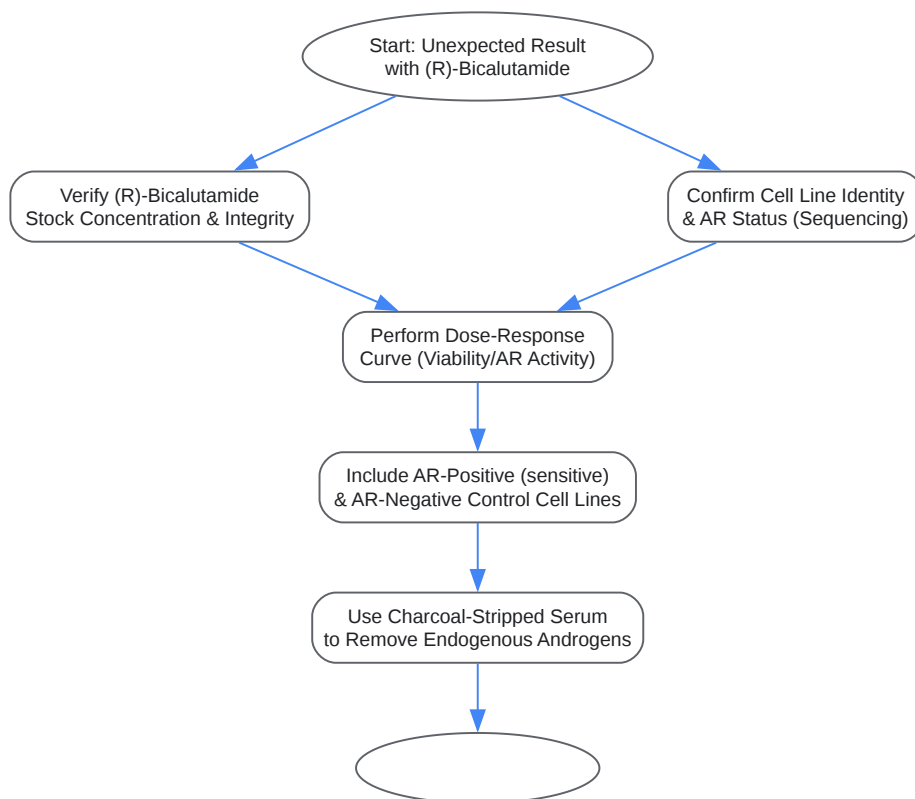 Start: Unexpected Result
with (R)-Bicalutamide
Verify (R)-Bicalutamide
Stock Concentration & Integrity
Confirm Cell Line Identity
& AR Status (Sequencing)
Perform Dose-Response
Curve (Viability/AR Activity)
Include AR-Positive (sensitive)
& AR-Negative Control Cell Lines
Use Charcoal-Stripped Serum
to Remove Endogenous Androgens